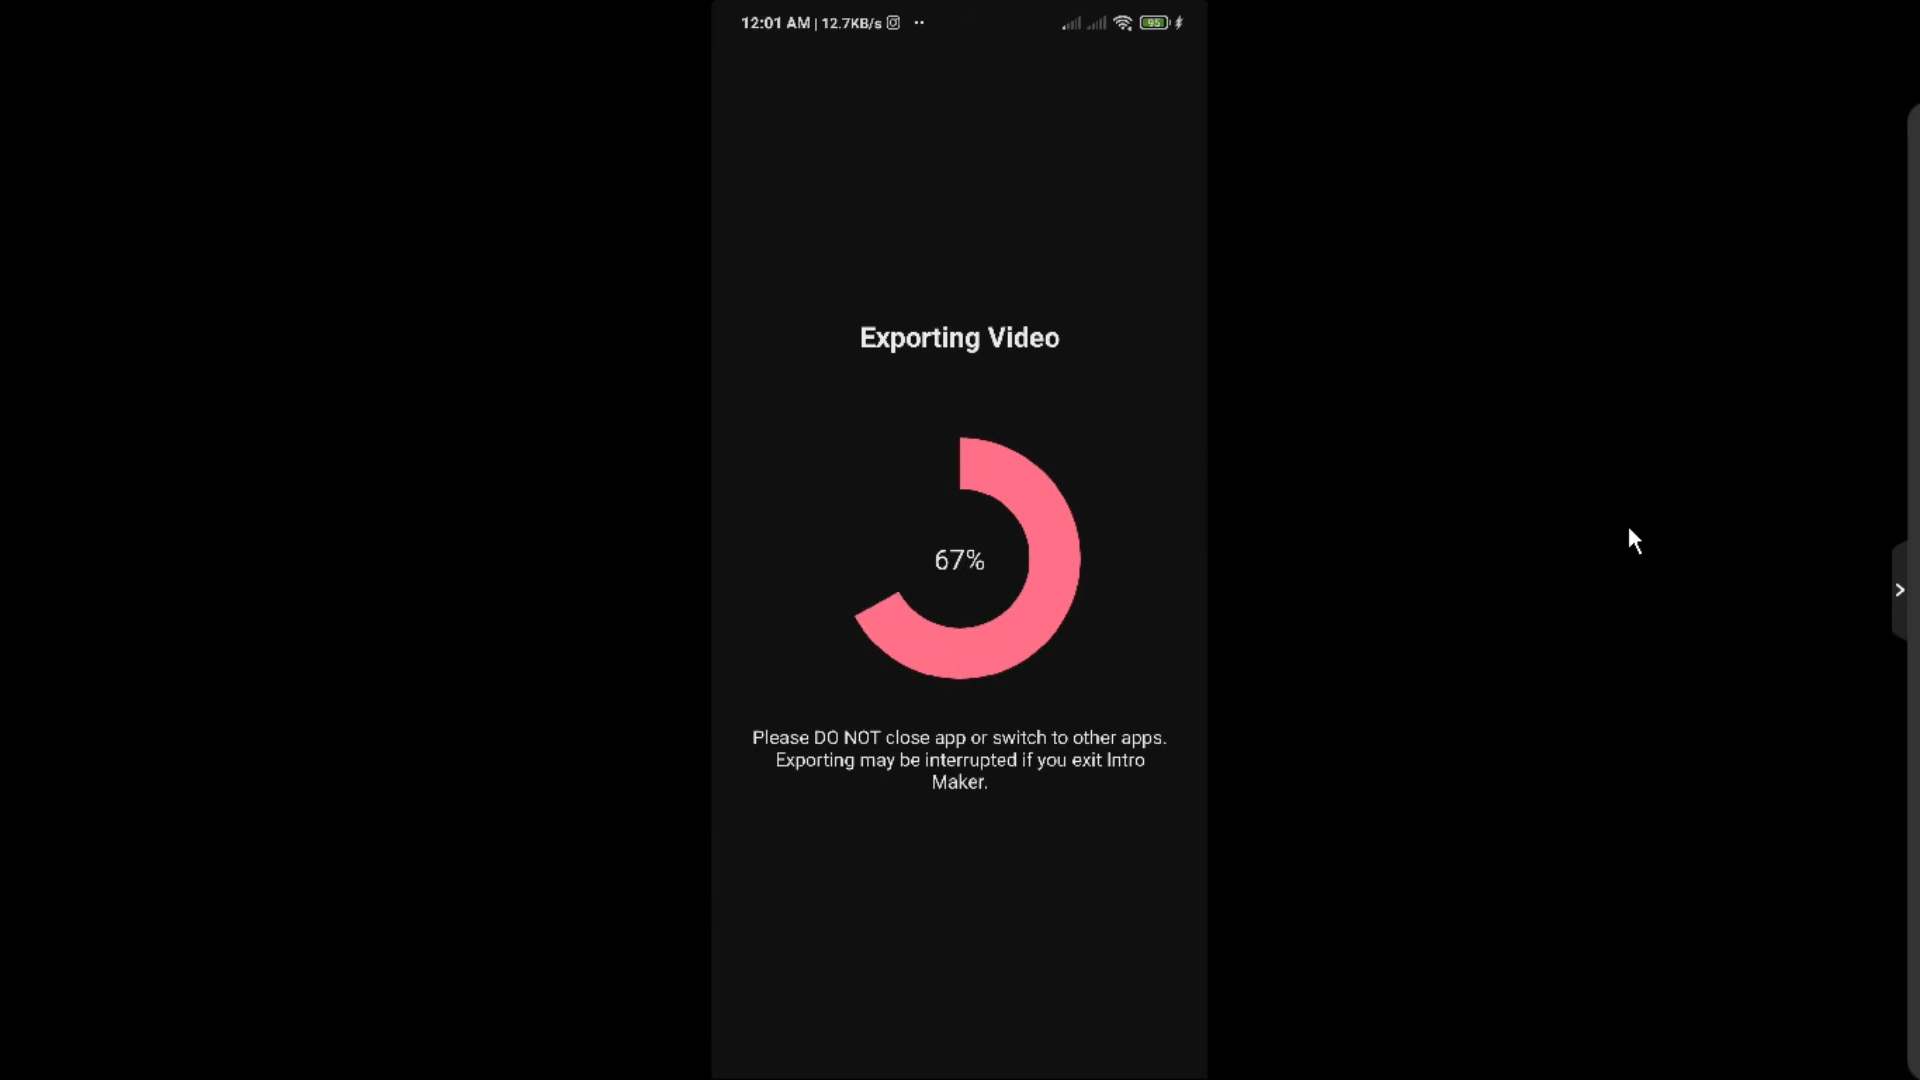 12:01 AM | 12.7KB/s
95
Exporting Video
67%
Please DO NOT close app or switch to other apps.
Exporting may be interrupted if you exit Intro
Maker.